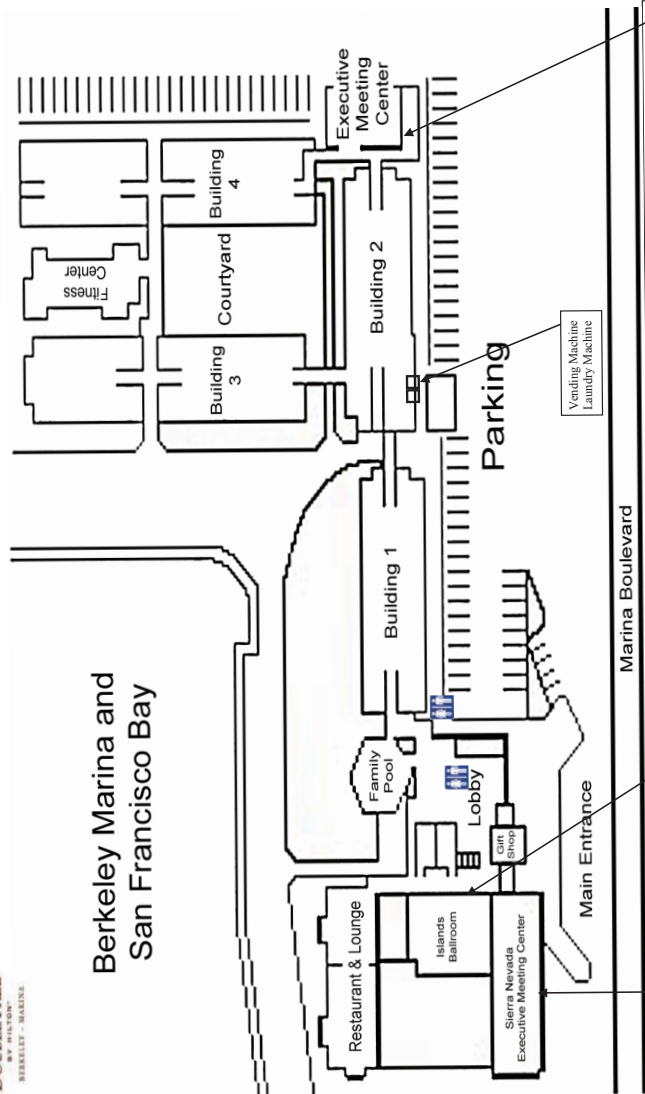 BY HILTON™
BERKELEY - MARINA
Berkeley Marina and
San Francisco Bay
Restaurant & Lounge
Islands
Ballroom
Sierra Nevada
Executive Meeting Center
Gift
Shop
Lobby
Family
Pool
Main Entrance
Building 1
Building 2
Building
3
Courtyard
Building
4
Fitness
Center
Executive
Meeting
Center
Parking
Vending Machine
Laundry Machine
Marina Boulevard